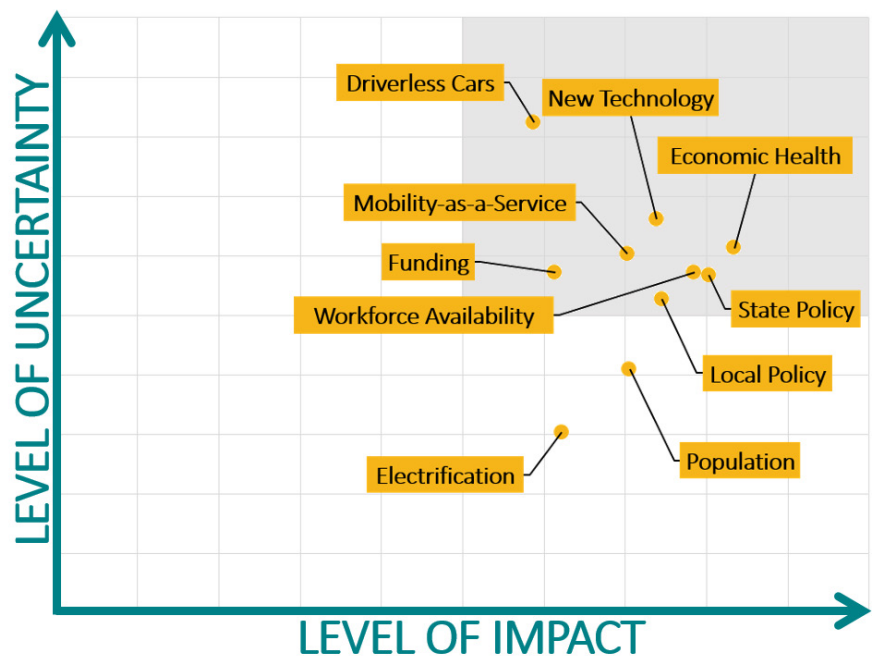 LEVEL OF UNCERTAINTY
Driverless Cars
New Technology
Economic Health
Mobility-as-a-Service
Funding
Workforce Availability
State Policy
Local Policy
Population
Electrification
LEVEL OF IMPACT